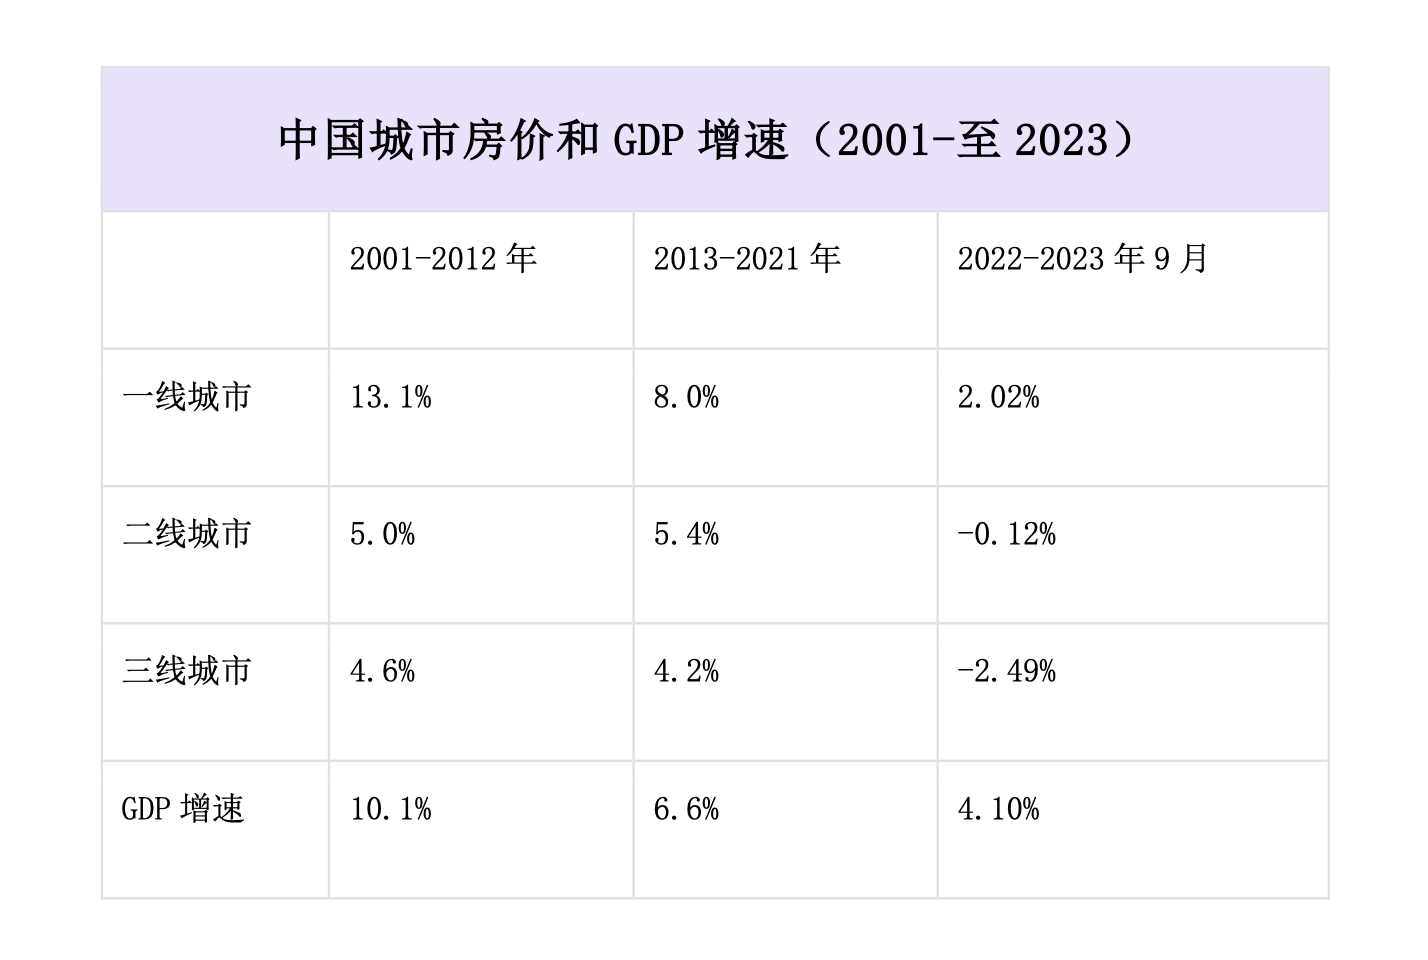 中国城市房价和 GDP 增速（2001-至 2023）
2001-2012 年 2013-2021 年 2022-2023 年 9 月
一线城市 13.1% 8.0% 2.02%
二线城市 5.0% 5.4% -0.12%
三线城市 4.6% 4.2% -2.49%
GDP 增速 10.1% 6.6% 4.10%